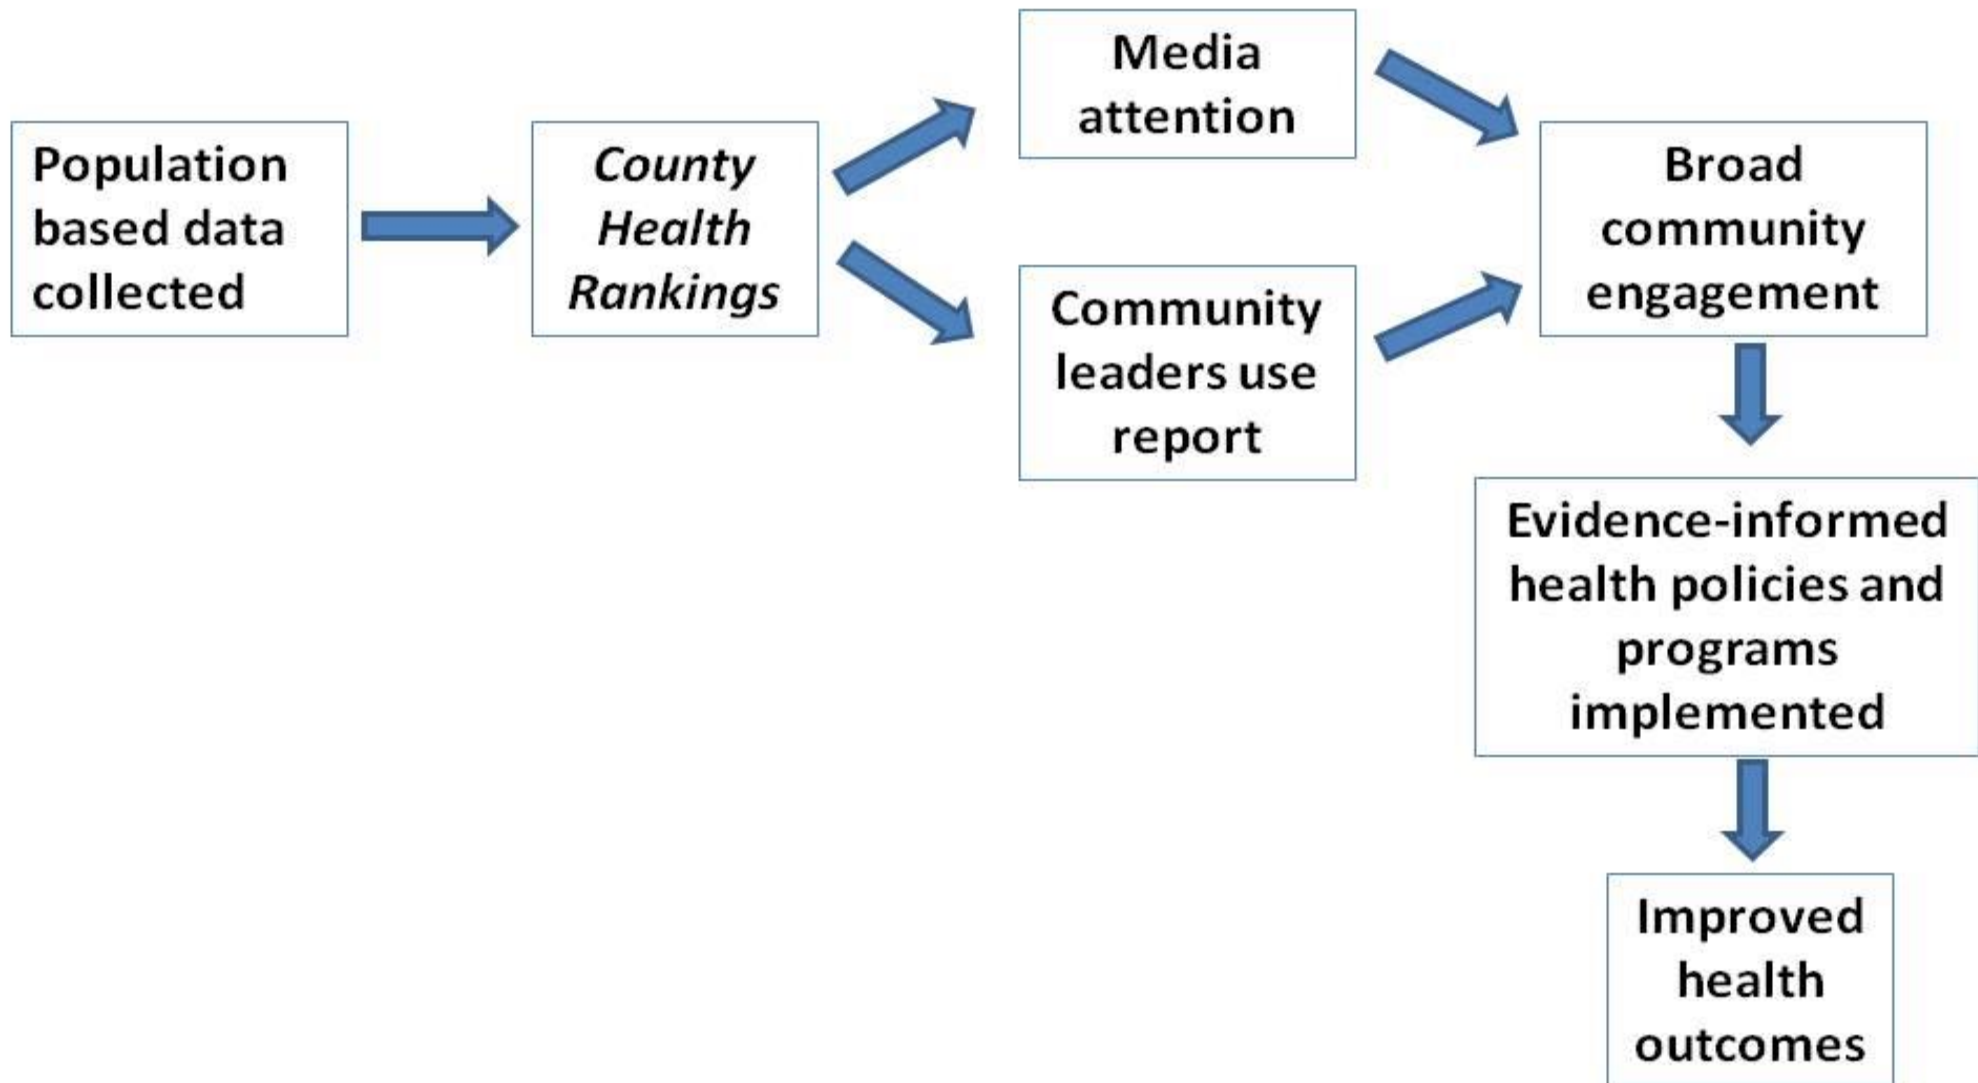 Population
based data
collected
County
Health
Rankings
Media
attention
Community
leaders use
report
Broad
community
engagement
Evidence-informed
health policies and
programs
implemented
Improved
health
outcomes